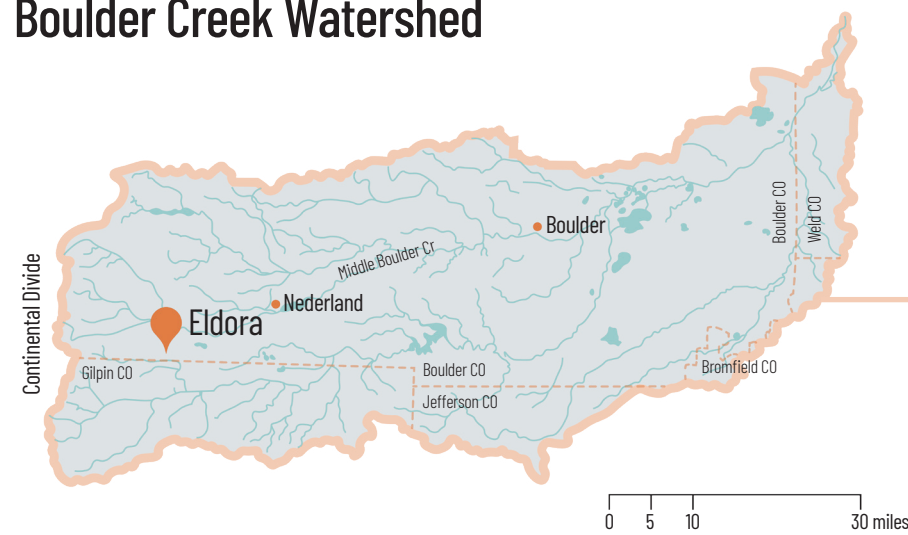 Boulder Creek Watershed
Continental Divide
Boulder CO
Weld CO
Boulder
Middle Boulder Cr
Nederland
Eldora
Gilpin CO
Boulder CO
Jefferson CO
Bromfield CO
0 5 10 30 miles